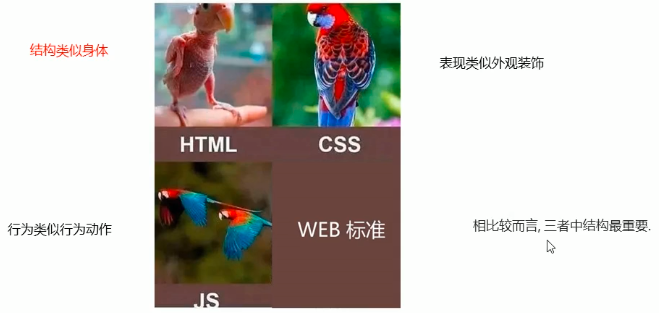 结构类似身体
表现类似外观装饰
HTML
CSS
行为类似行为动作
WEB 标准
相比较而言, 三者中结构最重要.
JS